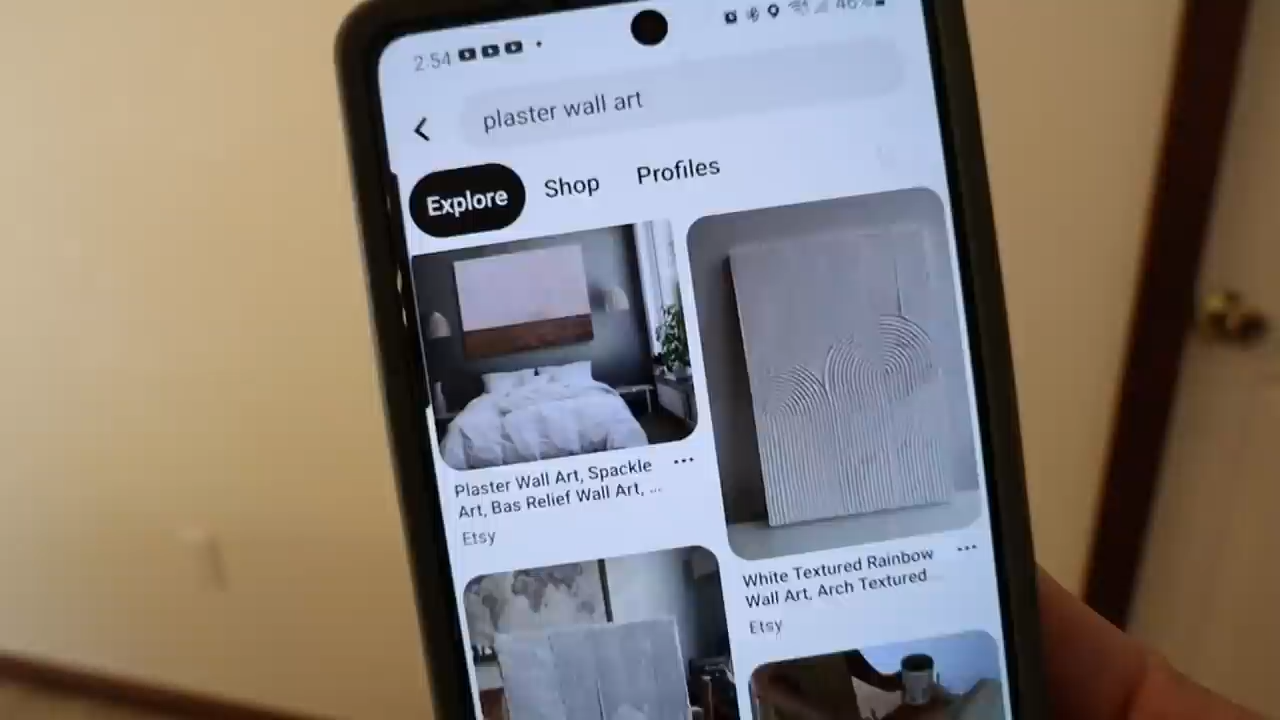 2:54
46%
plaster wall art
Explore
Shop
Profiles
Plaster Wall Art, Spackle
Art, Bas Relief Wall Art, ...
Etsy
White Textured Rainbow
Wall Art, Arch Textured...
Etsy